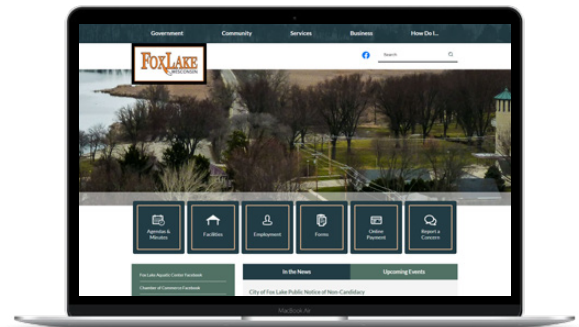 Government Community Services Business How Do I...
FOX LAKE
WISCONSIN
Search
Agendas &
Minutes
Facilities
Employment
Forms
Online
Payment
Report a
Concern
Fox Lake Aquatic Center Facebook
Chamber of Commerce Facebook
In the News
Upcoming Events
City of Fox Lake Public Notice of Non-Candidacy
MacBook Air